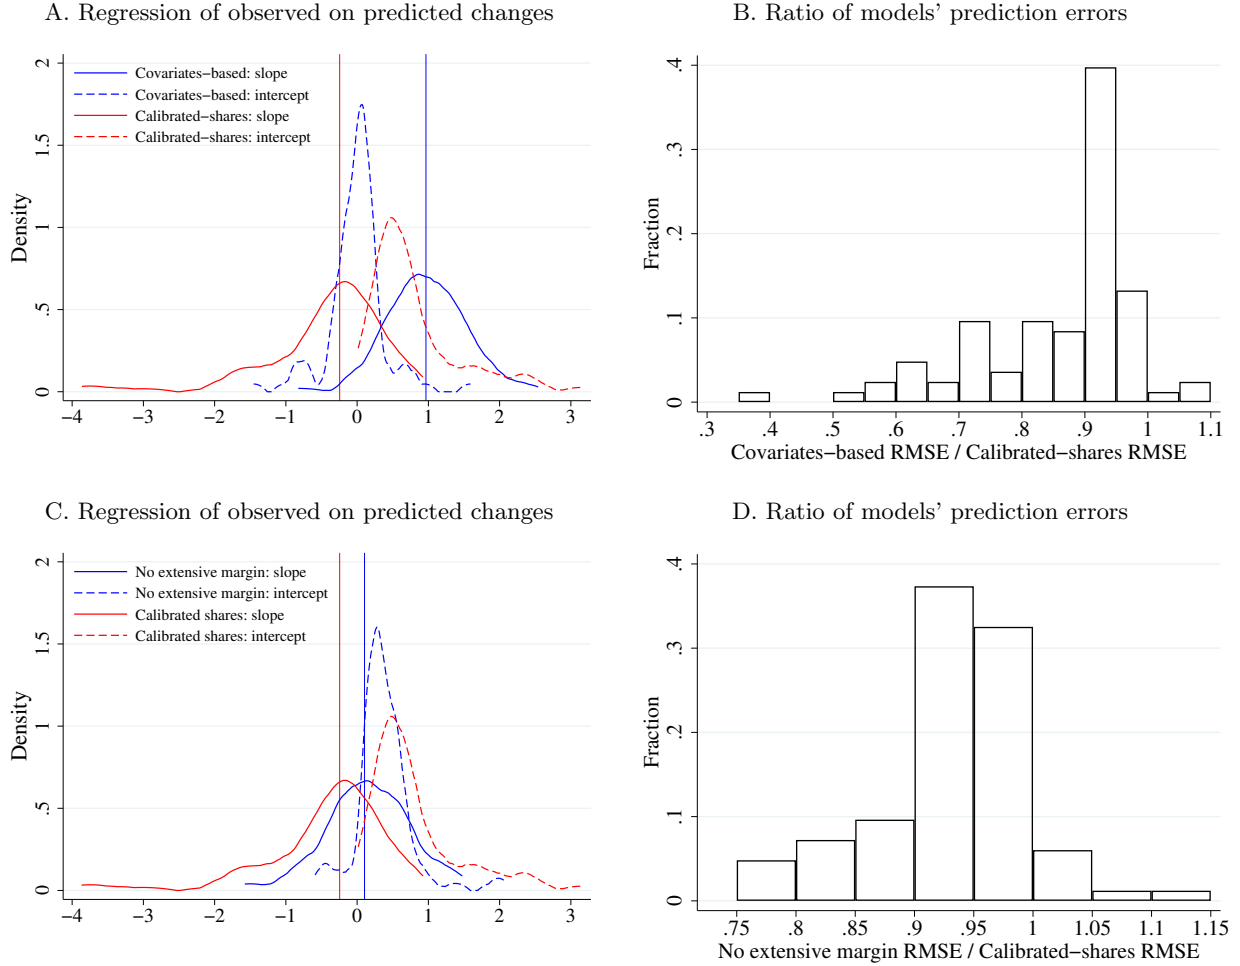 A. Regression of observed on predicted changes
2
1.5
1
.5
0
Density
Covariates−based: slope
Covariates−based: intercept
Calibrated−shares: slope
Calibrated−shares: intercept
−4 −3 −2 −1 0 1 2 3
B. Ratio of models' prediction errors
.4
.3
.2
.1
0
Fraction
.3 .4 .5 .6 .7 .8 .9 1 1.1
Covariates−based RMSE / Calibrated−shares RMSE
C. Regression of observed on predicted changes
2
1.5
1
.5
0
Density
No extensive margin: slope
No extensive margin: intercept
Calibrated shares: slope
Calibrated shares: intercept
−4 −3 −2 −1 0 1 2 3
D. Ratio of models' prediction errors
.4
.3
.2
.1
0
Fraction
.75 .8 .85 .9 .95 1 1.05 1.1 1.15
No extensive margin RMSE / Calibrated−shares RMSE